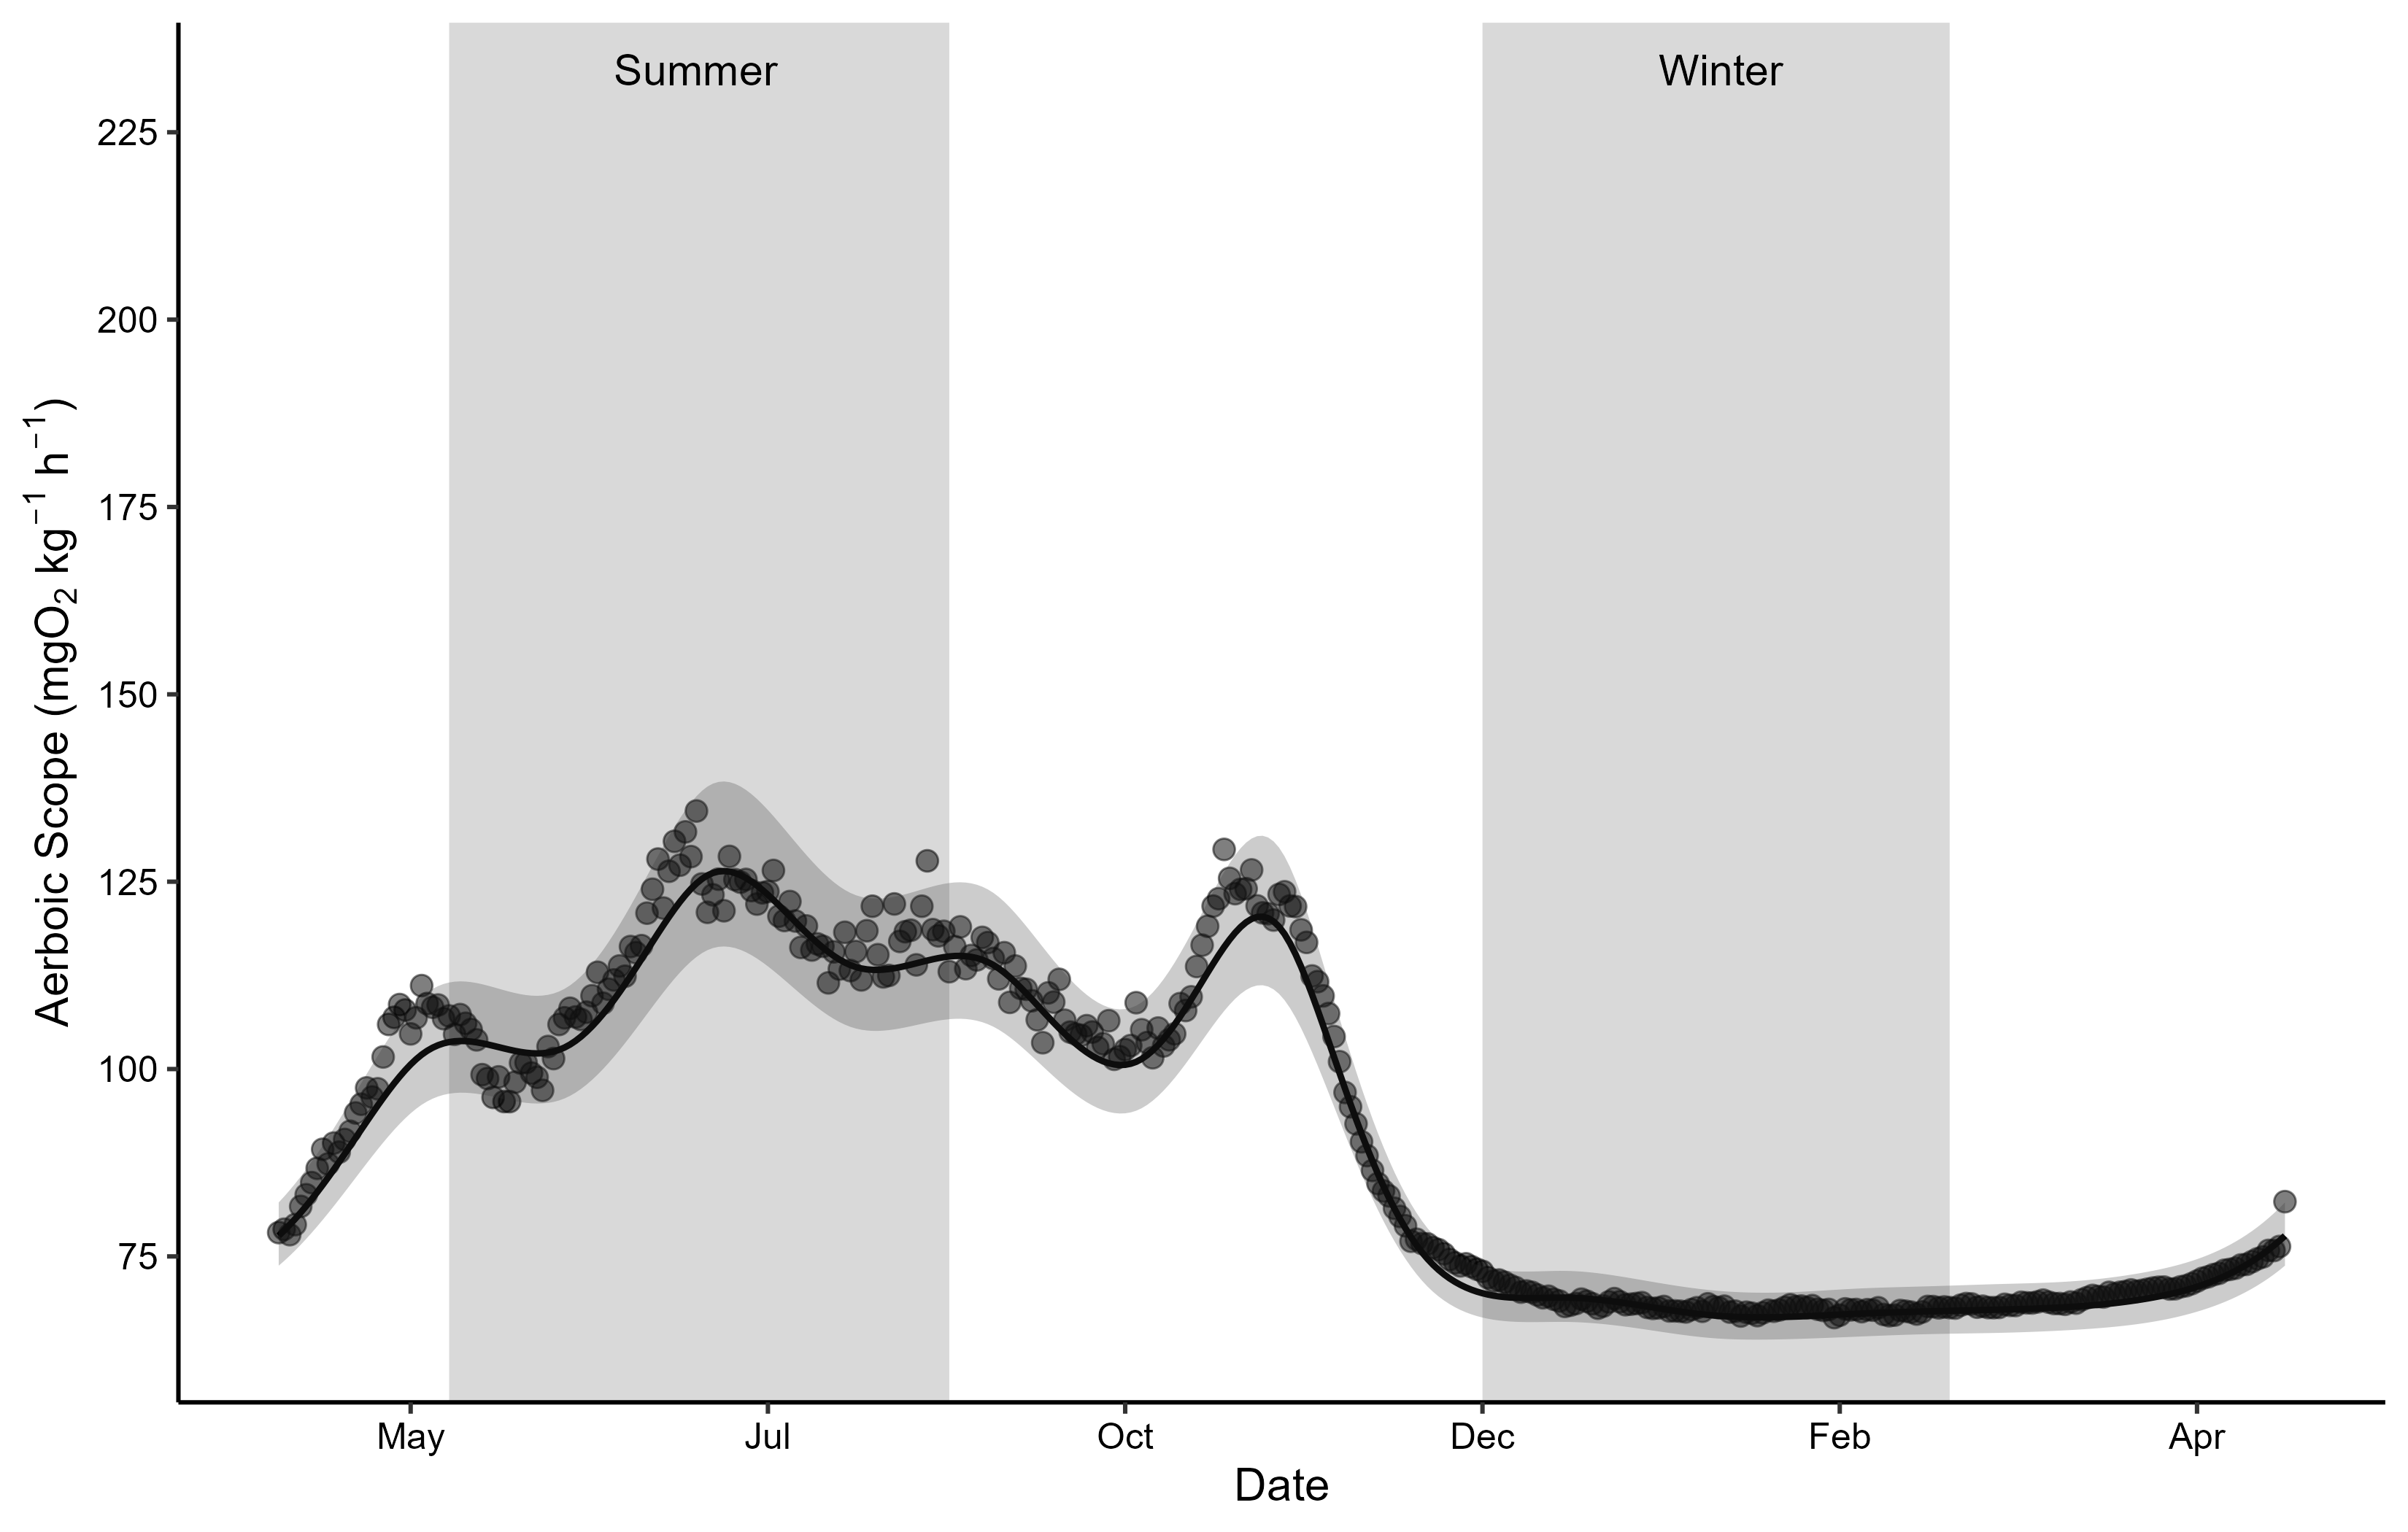 Summer
Winter
225
200
175
150
125
100
75
Aerboic Scope (mgO₂ kg⁻¹ h⁻¹)
May
Jul
Oct
Dec
Feb
Apr
Date